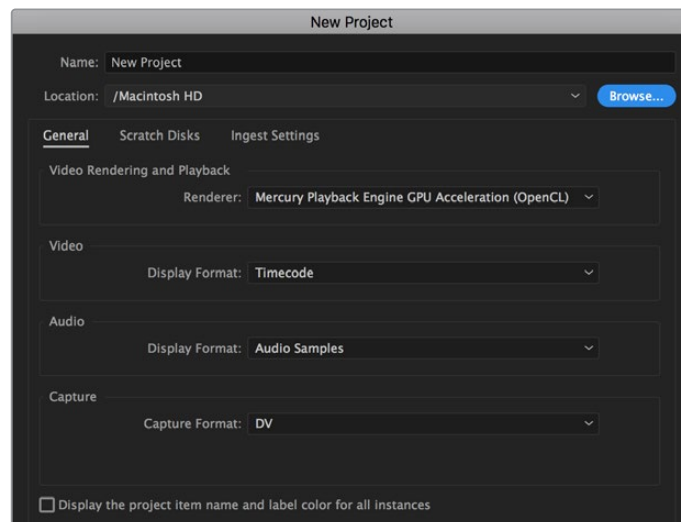 New Project
Name: New Project
Location: /Macintosh HD Browse...
General Scratch Disks Ingest Settings
Video Rendering and Playback
Renderer: Mercury Playback Engine GPU Acceleration (OpenCL)
Video
Display Format: Timecode
Audio
Display Format: Audio Samples
Capture
Capture Format: DV
Display the project item name and label color for all instances